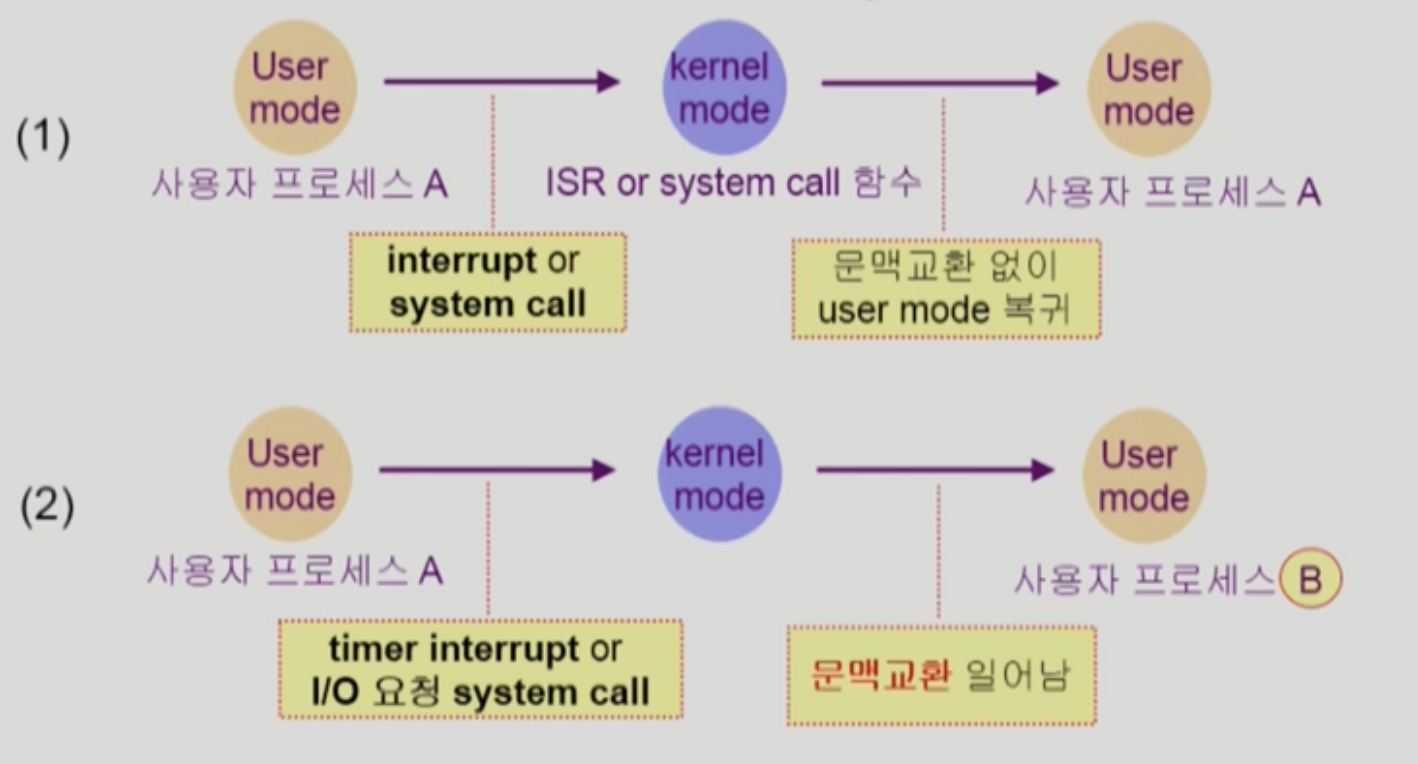 (1)
User
mode
사용자 프로세스 A
kernel
mode
ISR or system call 함수
User
mode
사용자 프로세스 A
interrupt or
system call
문맥교환 없이
user mode 복귀
(2)
User
mode
사용자 프로세스 A
kernel
mode
User
mode
사용자 프로세스 B
timer interrupt or
I/O 요청 system call
문맥교환 일어남